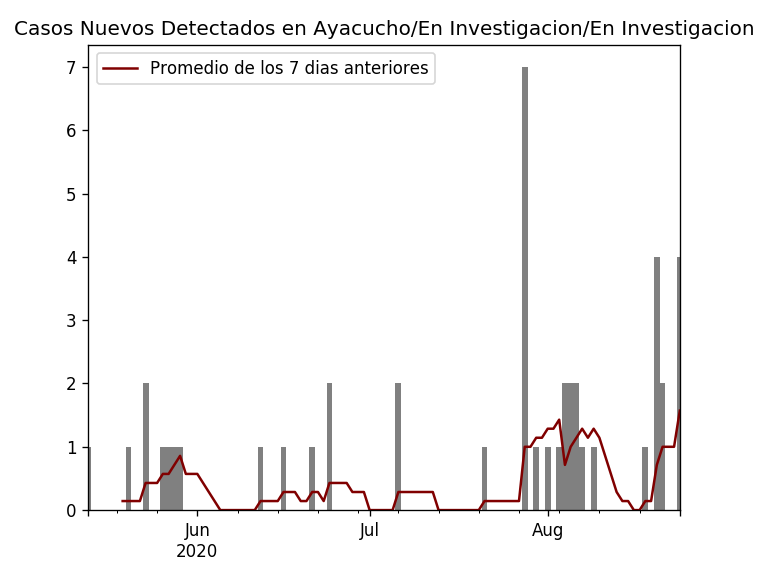 Casos Nuevos Detectados en Ayacucho/En Investigacion/En Investigacion
Promedio de los 7 dias anteriores
7
6
5
4
3
2
1
0
Jun
2020
Jul
Aug